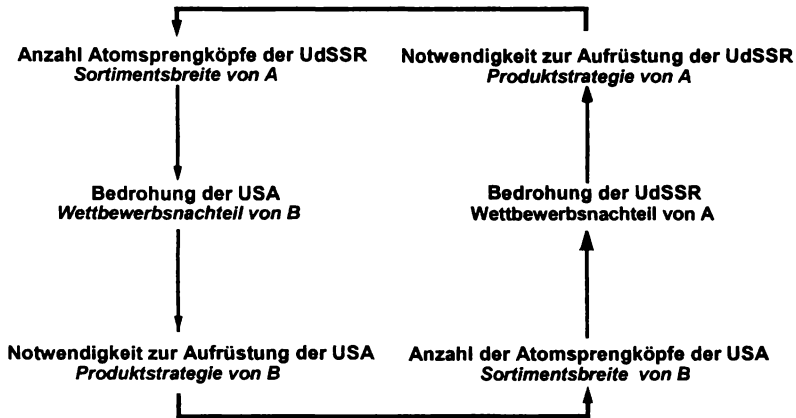 Anzahl Atomsprengköpfe der UdSSR
Sortimentsbreite von A
Notwendigkeit zur Aufrüstung der UdSSR
Produktstrategie von A
Bedrohung der USA
Wettbewerbsnachteil von B
Bedrohung der UdSSR
Wettbewerbsnachteil von A
Notwendigkeit zur Aufrüstung der USA
Produktstrategie von B
Anzahl der Atomsprengköpfe der USA
Sortimentsbreite von B